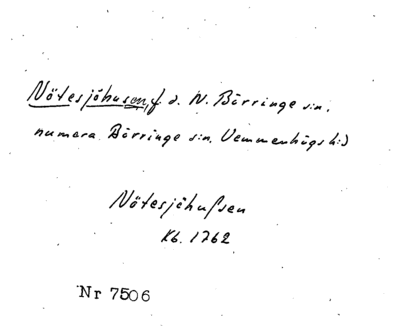 Nötesjöhusen, f. d. N. Börringe sn,
numera Börringe sn, Vemmenhögs hd
Nötesjöhussen
Kb. 1762
Nr 7506